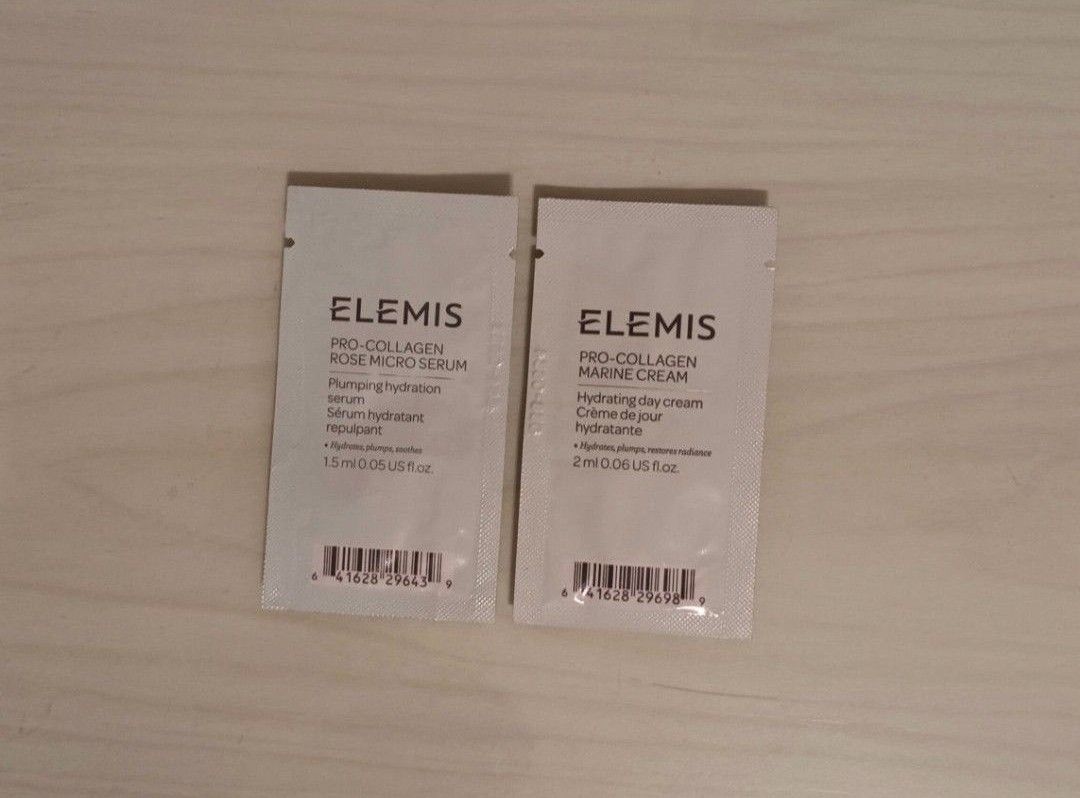 ELEMIS
PRO-COLLAGEN
ROSE MICRO SERUM
Plumping hydration
serum
Sérum hydratant
repulpant
• Hydrates, plumps, soothes
1.5 ml 0.05 US fl.oz.
6 41628 29643 9
ELEMIS
PRO-COLLAGEN
MARINE CREAM
Hydrating day cream
Crème de jour
hydratante
• Hydrates, plumps, restores radiance
2 ml 0.06 US fl.oz.
6 41628 29698 9